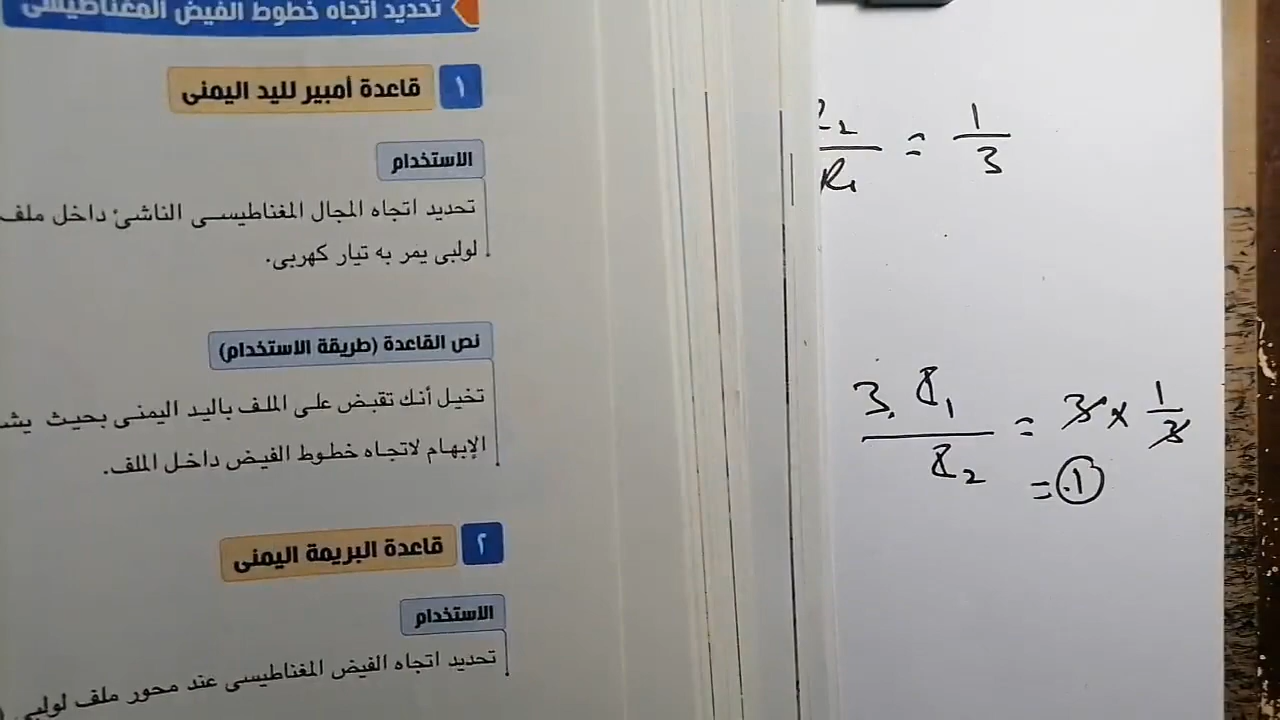 تحديد اتجاه خطوط الفيض المغناطيسى
١ قاعدة أمبير لليد اليمنى
الاستخدام
تحديد اتجاه المجال المغناطيسى الناشئ داخل ملف
لولبى يمر به تيار كهربى.
نص القاعدة (طريقة الاستخدام)
تخيل أنك تقبض على الملف باليد اليمنى بحيث
الإبهام لاتجاه خطوط الفيض داخل الملف.
٢ قاعدة البريمة اليمنى
الاستخدام
تحديد اتجاه الفيض المغناطيسى عند محور ملف لولبى
R₁ = 1/3
= 3 × 1/3
= 1